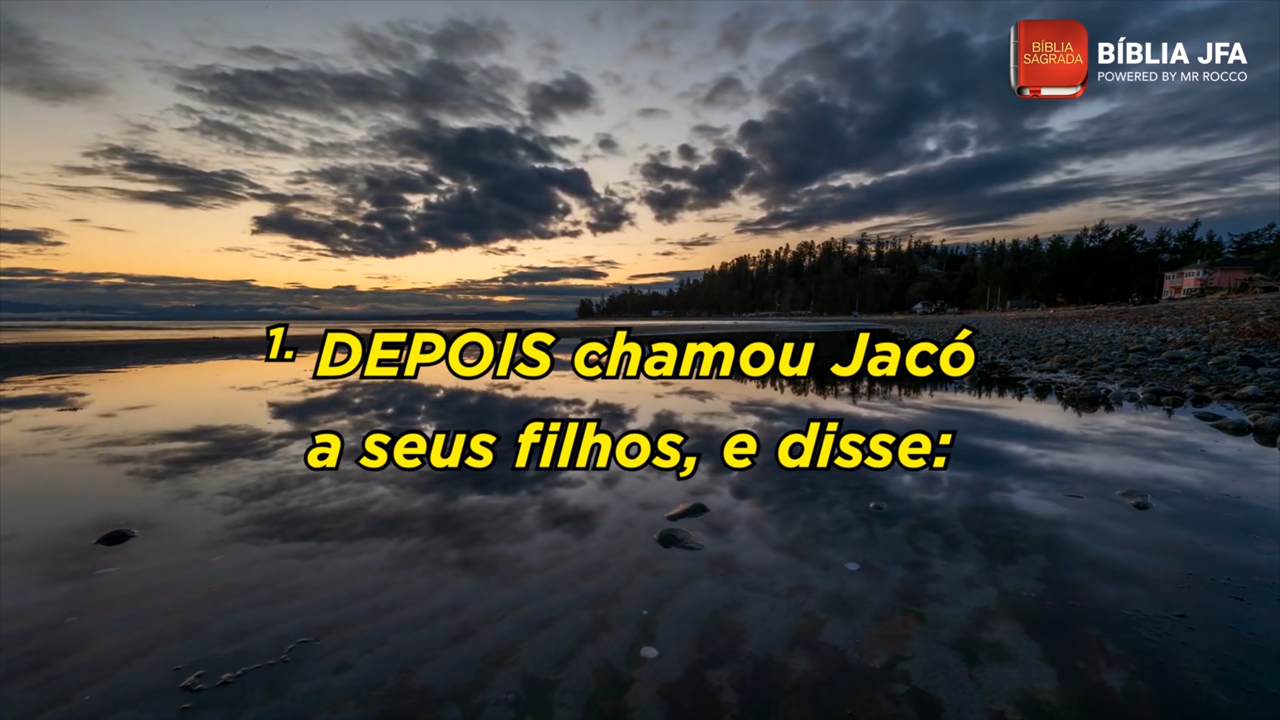 BÍBLIA
SAGRADA
BÍBLIA JFA
POWERED BY MR ROCCO
1. DEPOIS chamou Jacó
a seus filhos, e disse: